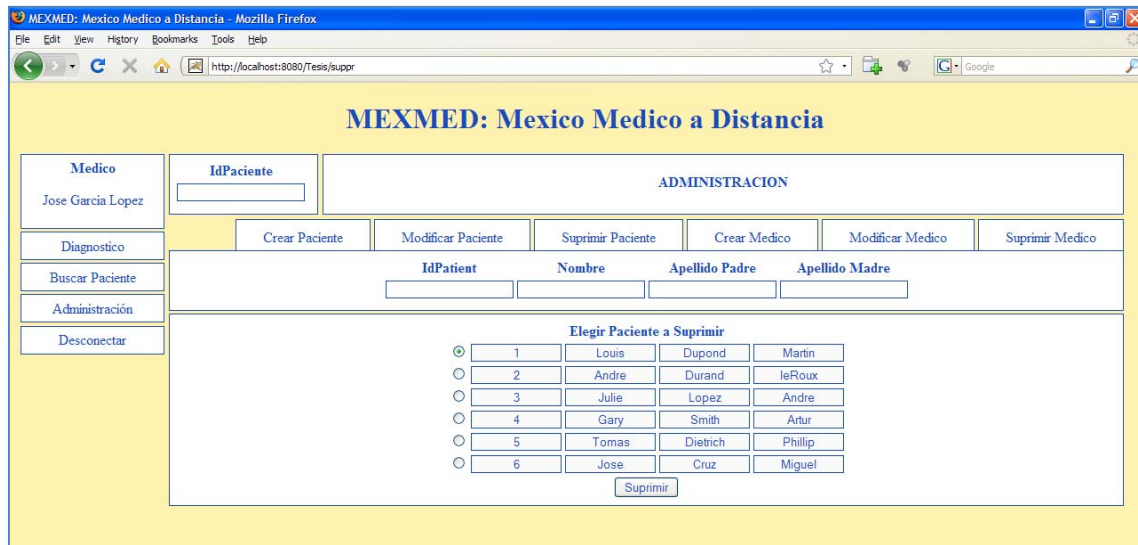 MEXMED: Mexico Medico a Distancia - Mozilla Firefox
File Edit View History Bookmarks Tools Help
http://localhost:8080/Tesis/suppr
G Google
MEXMED: Mexico Medico a Distancia
Medico
Jose Garcia Lopez
IdPaciente
ADMINISTRACION
Crear Paciente Modificar Paciente Suprimir Paciente Crear Medico Modificar Medico Suprimir Medico
Diagnostico
Buscar Paciente
Administración
Desconectar
IdPatient Nombre Apellido Padre Apellido Madre
Elegir Paciente a Suprimir
1 Louis Dupond Martin
2 Andre Durand leRoux
3 Julie Lopez Andre
4 Gary Smith Artur
5 Tomas Dietrich Phillip
6 Jose Cruz Miguel
Suprimir